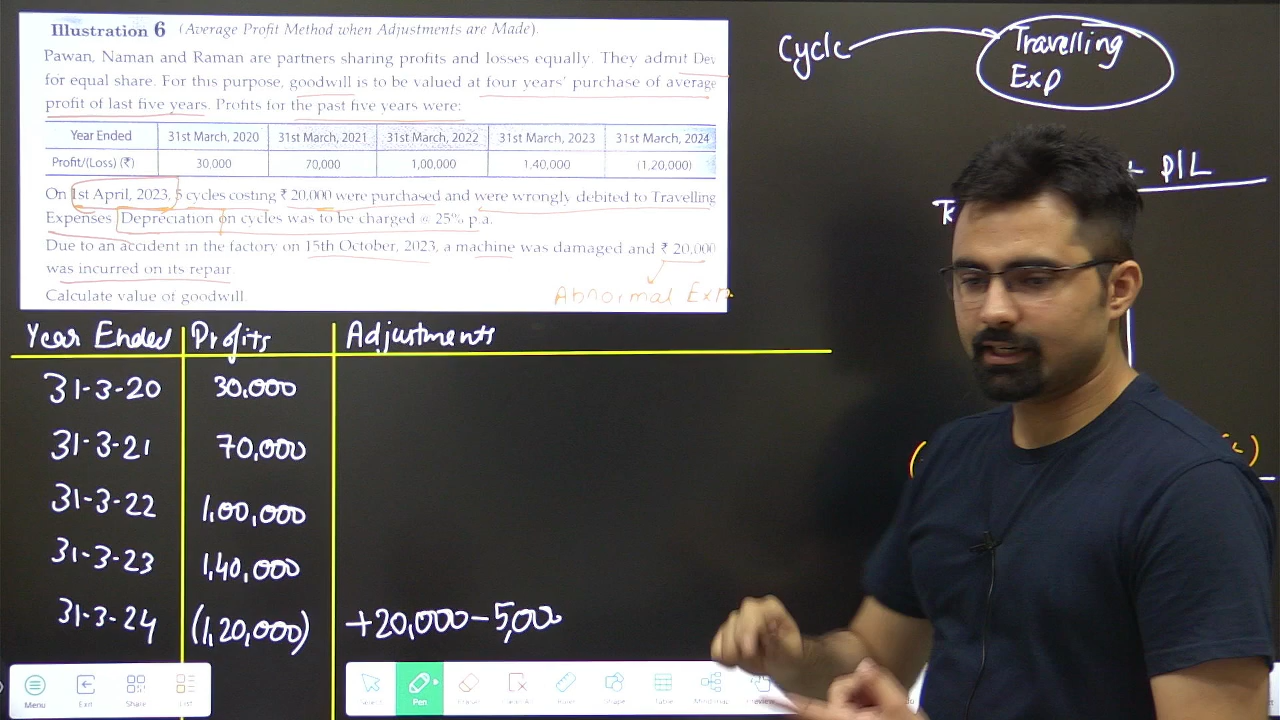 Illustration 6 (Average Profit Method when Adjustments are Made).
Pawan, Naman and Raman are partners sharing profits and losses equally. They admit Dev
for equal share. For this purpose, goodwill is to be valued at four years' purchase of average
profit of last five years. Profits for the past five years were:
Year Ended 31st March, 2020 31st March, 2021 31st March, 2022 31st March, 2023 31st March, 2024
Profit/(Loss) (₹) 30,000 70,000 1,00,000 1,40,000 (1,20,000)
On 1st April, 2023, 5 cycles costing ₹ 20,000 were purchased and were wrongly debited to Travelling
Expenses Depreciation on cycles was to be charged @ 25% p.a.
Due to an accident in the factory on 15th October, 2023, a machine was damaged and ₹ 20,000
was incurred on its repair.
Calculate value of goodwill.
Abnormal Exp.
Cycle
Travelling
Exp
P/L
Year Ended Profits Adjustments
31-3-20 30,000
31-3-21 70,000
31-3-22 1,00,000
31-3-23 1,40,000
31-3-24 (1,20,000) +20,000-5,000
Menu
Exit
Share
List
Pen
Shape
Table